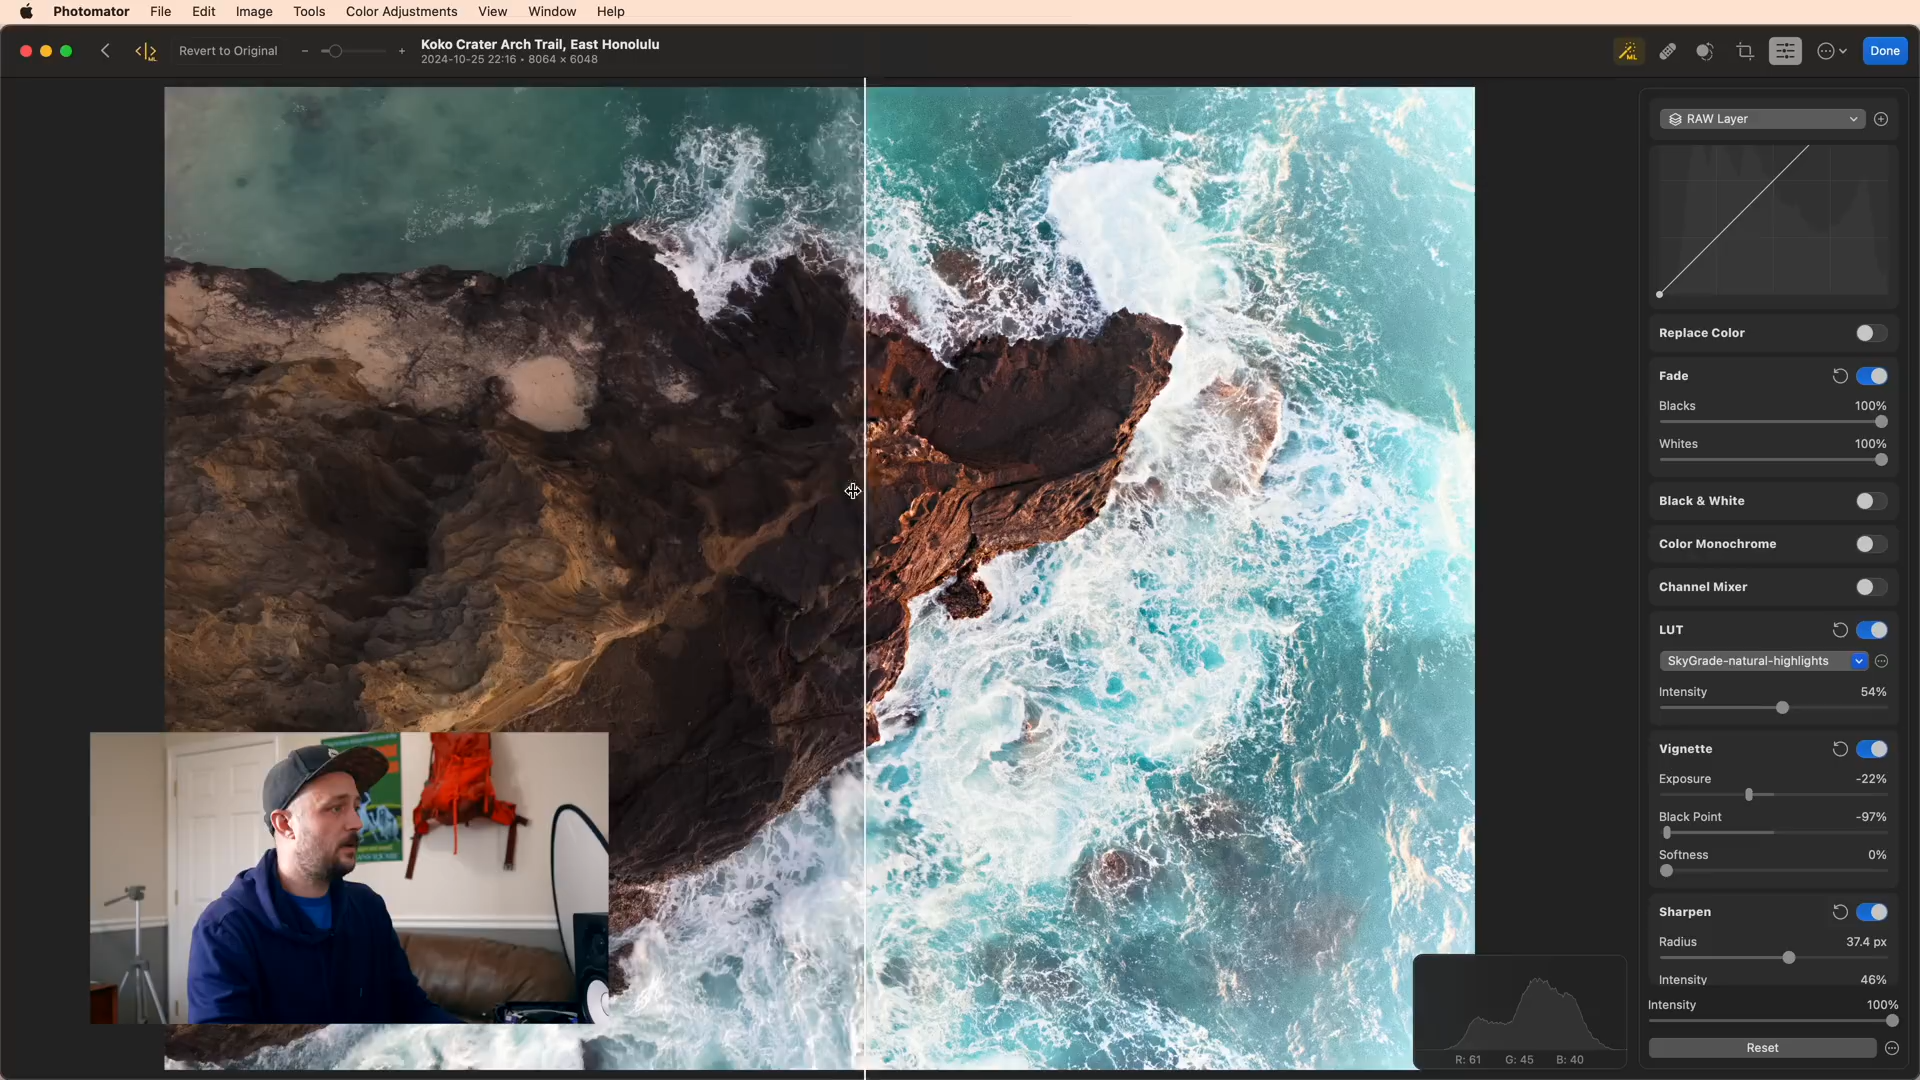 Photomator File Edit Image Tools Color Adjustments View Window Help
Revert to Original
Koko Crater Arch Trail, East Honolulu
2024-10-25 22:16 • 8064 × 6048
ML
ML
Done
RAW Layer
Replace Color
Fade
Blacks 100%
Whites 100%
Black & White
Color Monochrome
Channel Mixer
LUT
SkyGrade-natural-highlights
Intensity 54%
Vignette
Exposure -22%
Black Point -97%
Softness 0%
Sharpen
Radius 37.4 px
Intensity 46%
Intensity 100%
Reset
R: 61 G: 45 B: 40